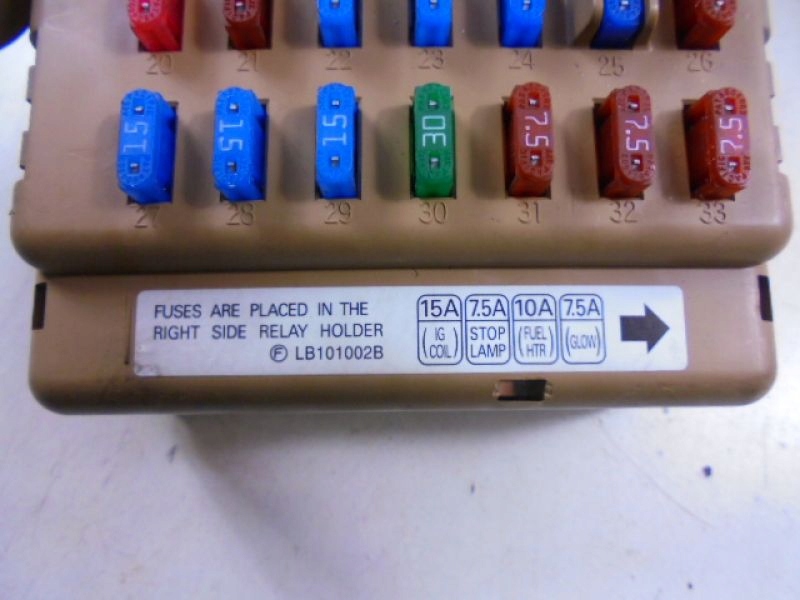 20 21 22 23 24 25 26
15 15 15 30 7.5 7.5 7.5
27 28 29 30 31 32 33
FUSES ARE PLACED IN THE
RIGHT SIDE RELAY HOLDER
Ⓕ LB101002B
15A 7.5A 10A 7.5A
(IG COIL) STOP LAMP (FUEL HTR) (GLOW)